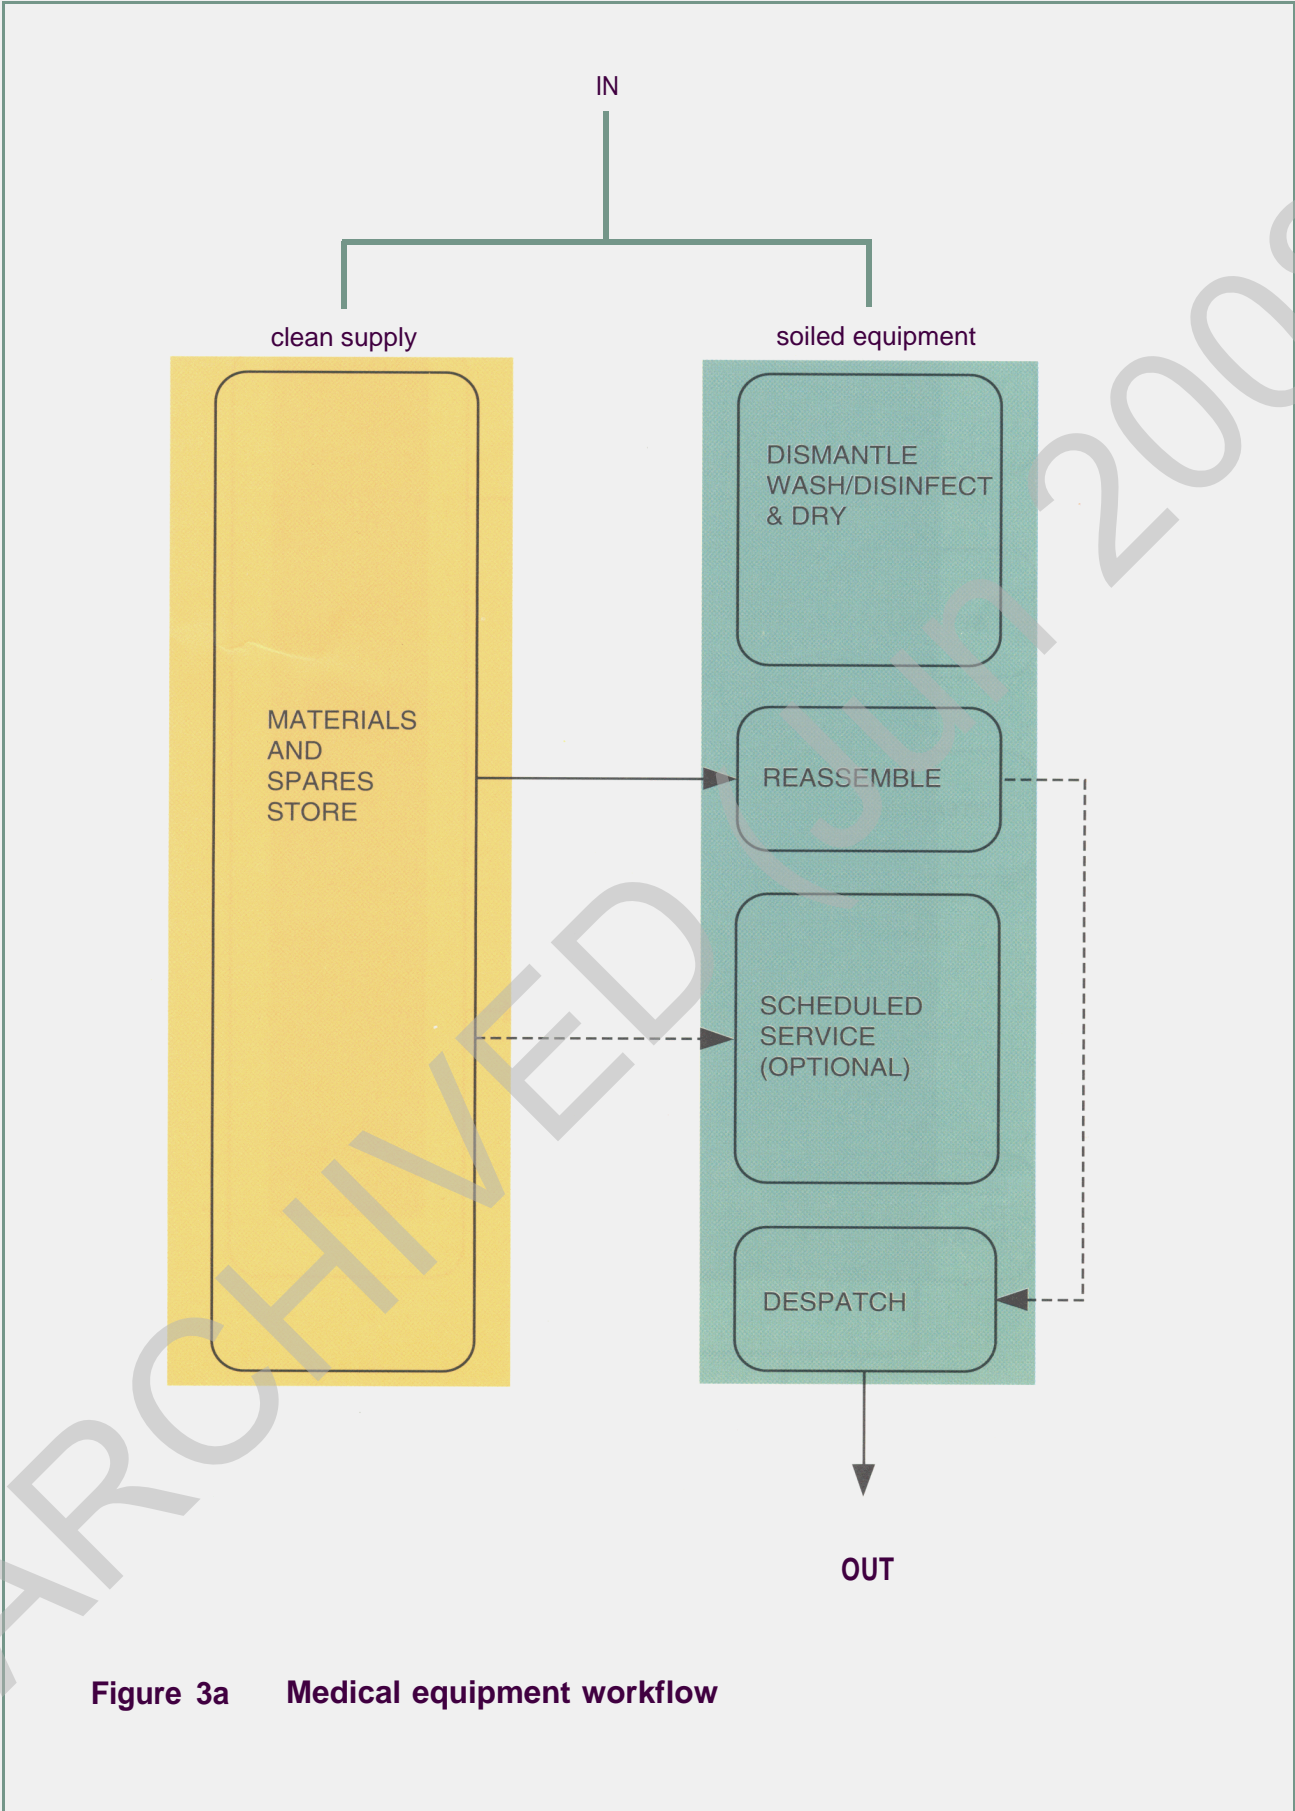 IN
clean supply
soiled equipment
DISMANTLE
WASH/DISINFECT
& DRY
MATERIALS
AND
SPARES
STORE
REASSEMBLE
SCHEDULED
SERVICE
(OPTIONAL)
DESPATCH
OUT
Figure 3a Medical equipment workflow
ARCHIVED (Jun 200